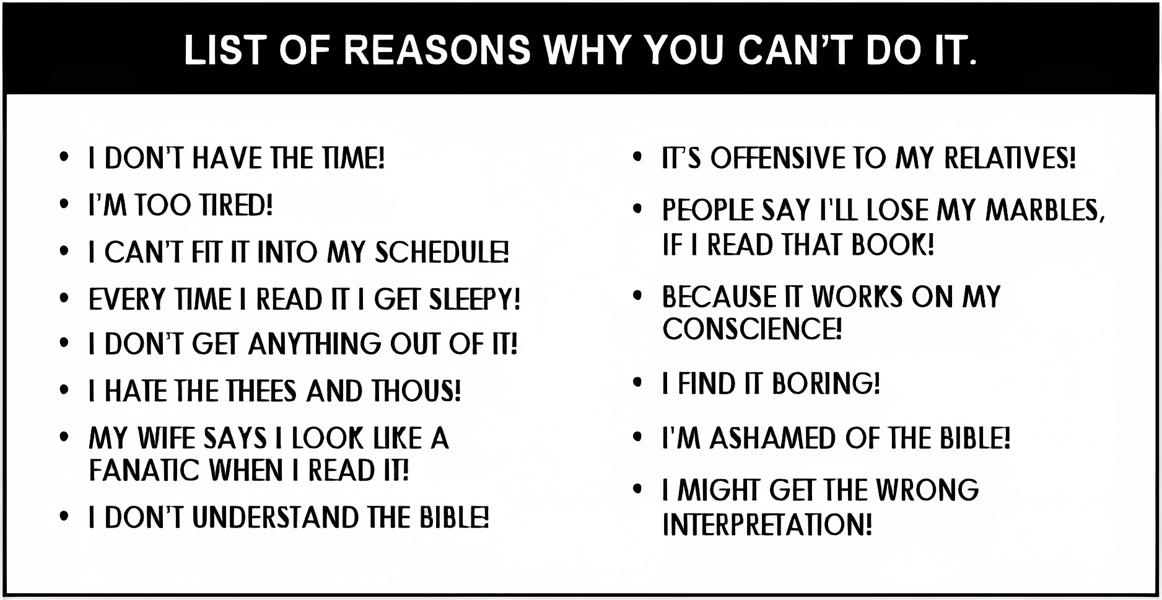 LIST OF REASONS WHY YOU CAN'T DO IT.
• I DON'T HAVE THE TIME!
• I'M TOO TIRED!
• I CAN'T FIT IT INTO MY SCHEDULE!
• EVERY TIME I READ IT I GET SLEEPY!
• I DON'T GET ANYTHING OUT OF IT!
• I HATE THE THEES AND THOUS!
• MY WIFE SAYS I LOOK LIKE A
FANATIC WHEN I READ IT!
• I DON'T UNDERSTAND THE BIBLE!
• IT'S OFFENSIVE TO MY RELATIVES!
• PEOPLE SAY I'LL LOSE MY MARBLES,
IF I READ THAT BOOK!
• BECAUSE IT WORKS ON MY
CONSCIENCE!
• I FIND IT BORING!
• I'M ASHAMED OF THE BIBLE!
• I MIGHT GET THE WRONG
INTERPRETATION!